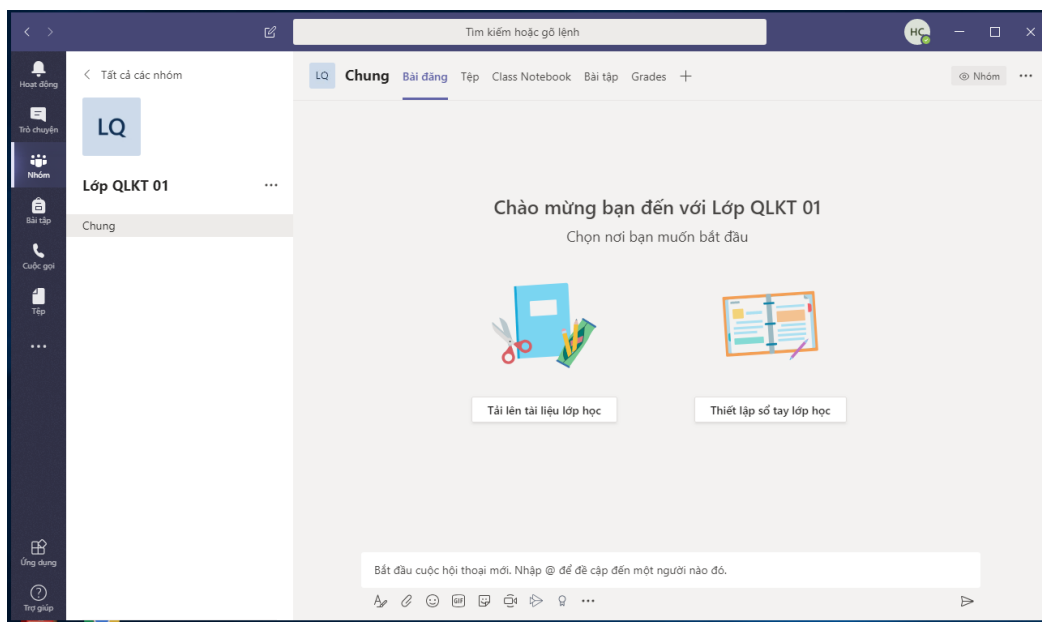 Tìm kiếm hoặc gõ lệnh
HC
Hoạt động
Trò chuyện
Nhóm
Bài tập
Cuộc gọi
Tệp
Ứng dụng
Trợ giúp
Tất cả các nhóm
LQ
Lớp QLKT 01
Chung
LQ Chung Bài đăng Tệp Class Notebook Bài tập Grades
Nhóm
Chào mừng bạn đến với Lớp QLKT 01
Chọn nơi bạn muốn bắt đầu
Tải lên tài liệu lớp học
Thiết lập sổ tay lớp học
Bắt đầu cuộc hội thoại mới. Nhập @ để đề cập đến một người nào đó.
GIF